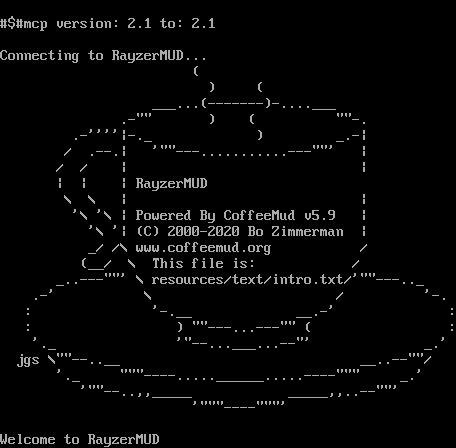 #$#mcp version: 2.1 to: 2.1
Connecting to RayzerMUD...
RayzerMUD
Powered By CoffeeMud v5.9
(C) 2000-2020 Bo Zimmerman
www.coffeemud.org
This file is:
resources/text/intro.txt
jgs
Welcome to RayzerMUD